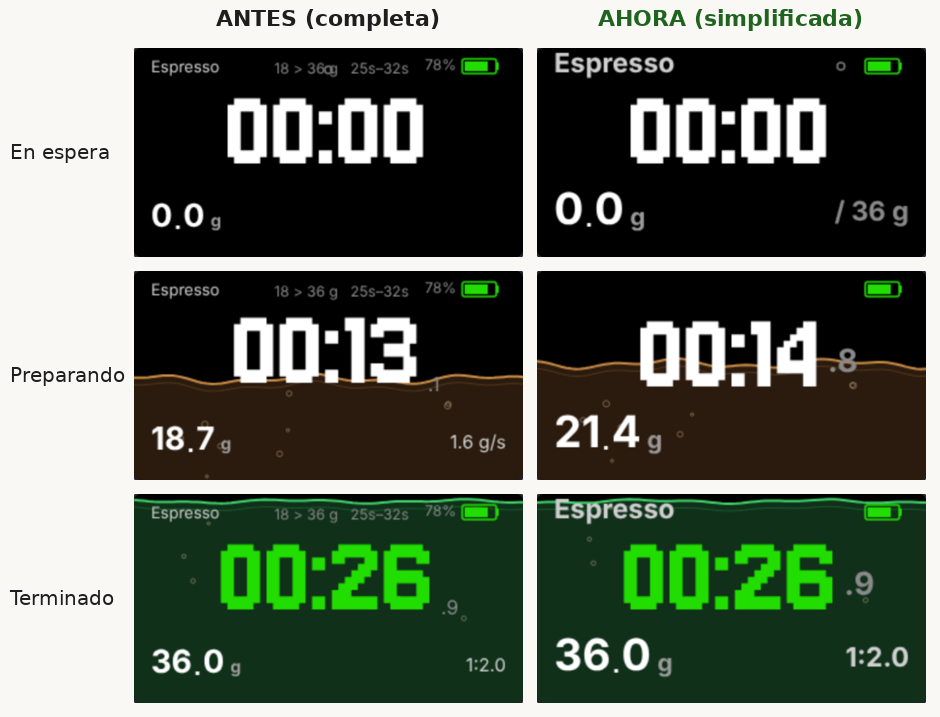 ANTES (completa) AHORA (simplificada)
Espresso 18 > 36 g 25s–32s 78% Espresso
En espera 00:00 00:00
0.0 g 0.0 g / 36 g
Espresso 18 > 36 g 25s–32s 78%
Preparando 00:13 .1 00:14 .8
18.7 g 1.6 g/s 21.4 g
Espresso 18 > 36 g 25s–32s 78% Espresso
Terminado 00:26 .9 00:26 .9
36.0 g 1:2.0 36.0 g 1:2.0